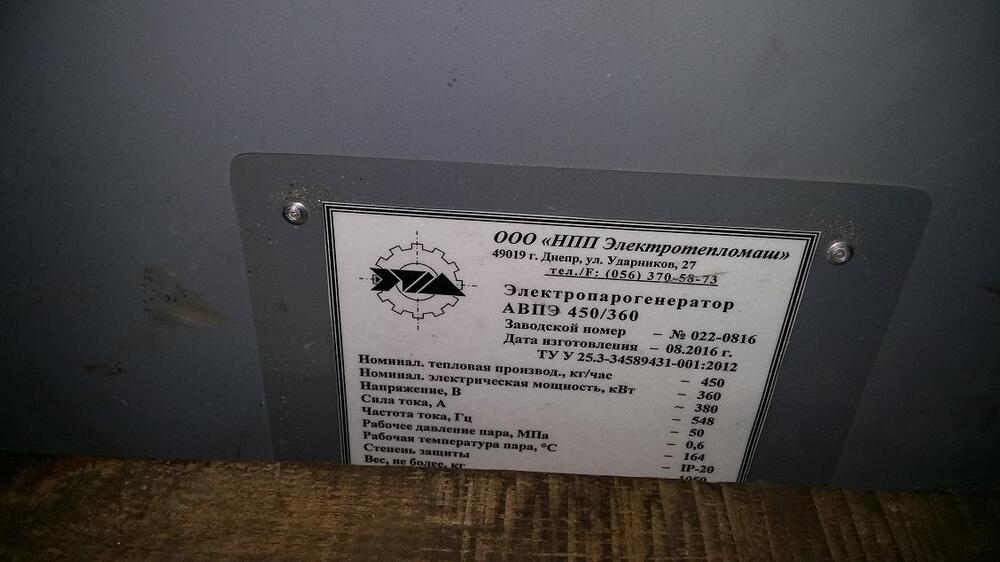 ООО «НПП Электротепломаш»
49019 г. Днепр, ул. Ударников, 27
тел./F: (056) 370-58-73
Электропарогенератор
АВПЭ 450/360
Заводской номер – № 022-0816
Дата изготовления – 08.2016 г.
ТУ У 25.3-34589431-001:2012
Номинал. тепловая производ., кг/час – 450
Номинал. электрическая мощность, кВт – 360
Напряжение, В ~ 380
Сила тока, А – 548
Частота тока, Гц – 50
Рабочее давление пара, МПа – 0,6
Рабочая температура пара, °С – 164
Степень защиты – IP-20
Вес, не более, кг